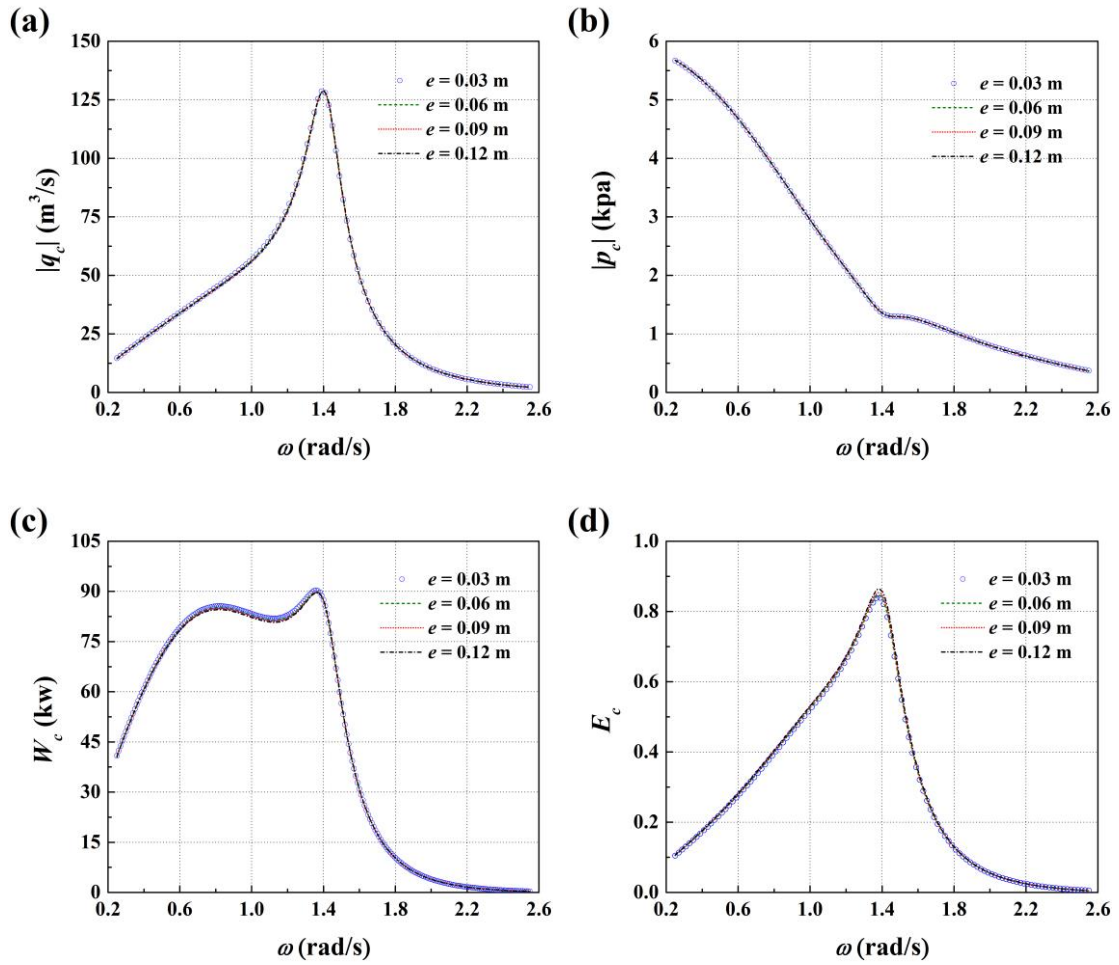 (a)
150
125
100
75
50
25
0
|q_c| (m³/s)
e = 0.03 m
e = 0.06 m
e = 0.09 m
e = 0.12 m
0.2 0.6 1.0 1.4 1.8 2.2 2.6
ω (rad/s)
(b)
6
5
4
3
2
1
0
|p_c| (kpa)
e = 0.03 m
e = 0.06 m
e = 0.09 m
e = 0.12 m
0.2 0.6 1.0 1.4 1.8 2.2 2.6
ω (rad/s)
(c)
105
90
75
60
45
30
15
0
W_c (kw)
e = 0.03 m
e = 0.06 m
e = 0.09 m
e = 0.12 m
0.2 0.6 1.0 1.4 1.8 2.2 2.6
ω (rad/s)
(d)
1.0
0.8
0.6
0.4
0.2
0.0
E_c
e = 0.03 m
e = 0.06 m
e = 0.09 m
e = 0.12 m
0.2 0.6 1.0 1.4 1.8 2.2 2.6
ω (rad/s)